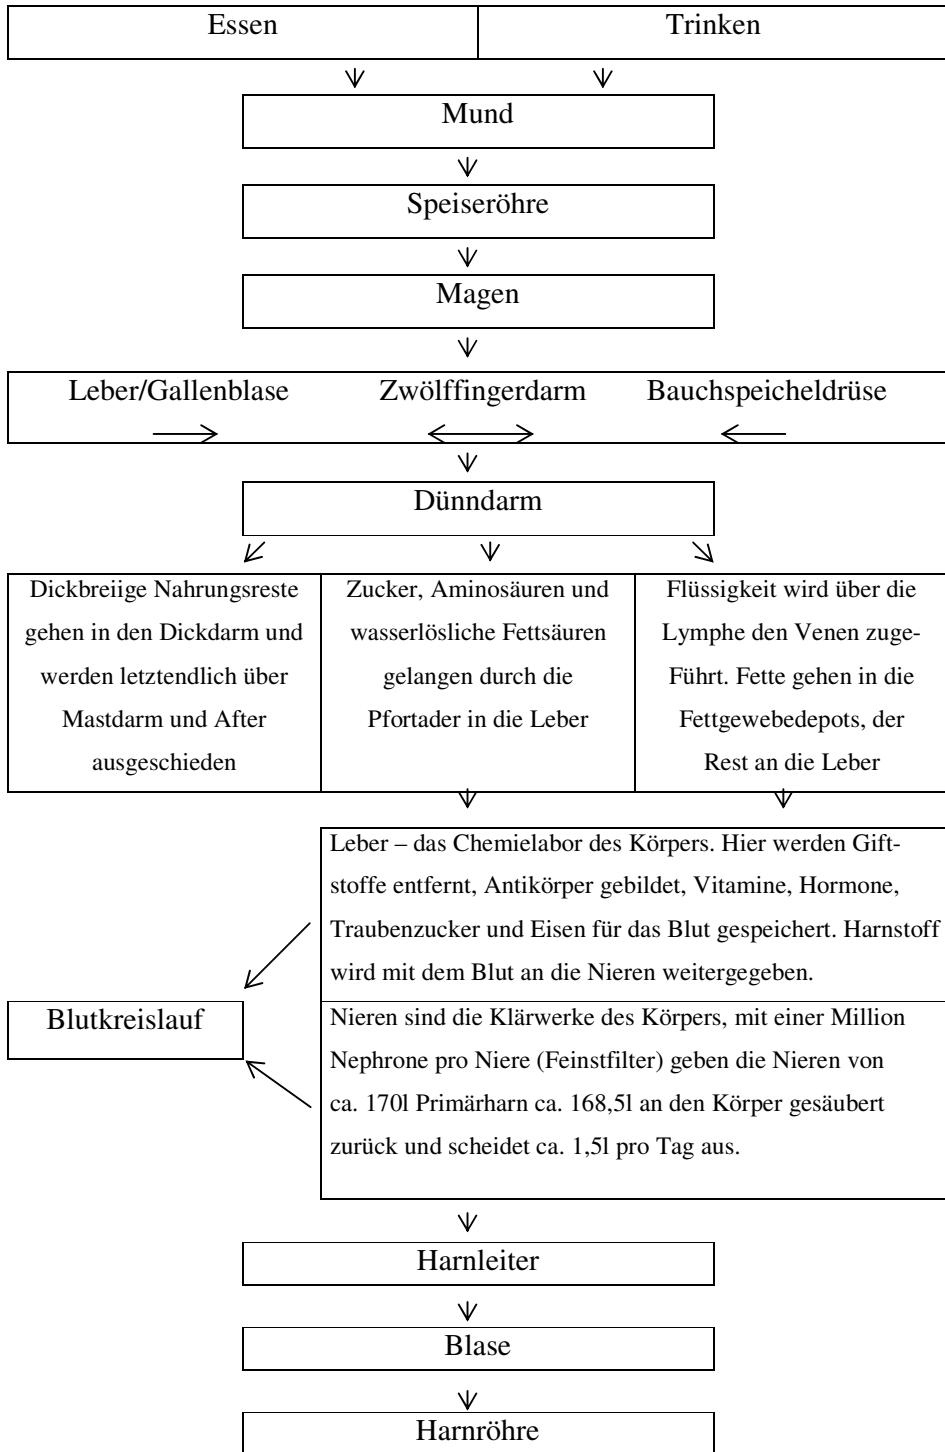 Essen
Trinken
Mund
Speiseröhre
Magen
Leber/Gallenblase Zwölffingerdarm Bauchspeicheldrüse
Dünndarm
Dickbreiige Nahrungsreste
gehen in den Dickdarm und
werden letztendlich über
Mastdarm und After
ausgeschieden
Zucker, Aminosäuren und
wasserlösliche Fettsäuren
gelangen durch die
Pfortader in die Leber
Flüssigkeit wird über die
Lymphe den Venen zuge-
Führt. Fette gehen in die
Fettgewebedepots, der
Rest an die Leber
Leber – das Chemielabor des Körpers. Hier werden Gift-
stoffe entfernt, Antikörper gebildet, Vitamine, Hormone,
Traubenzucker und Eisen für das Blut gespeichert. Harnstoff
wird mit dem Blut an die Nieren weitergegeben.
Blutkreislauf
Nieren sind die Klärwerke des Körpers, mit einer Million
Nephrone pro Niere (Feinstfilter) geben die Nieren von
ca. 170l Primärharn ca. 168,5l an den Körper gesäubert
zurück und scheidet ca. 1,5l pro Tag aus.
Harnleiter
Blase
Harnröhre